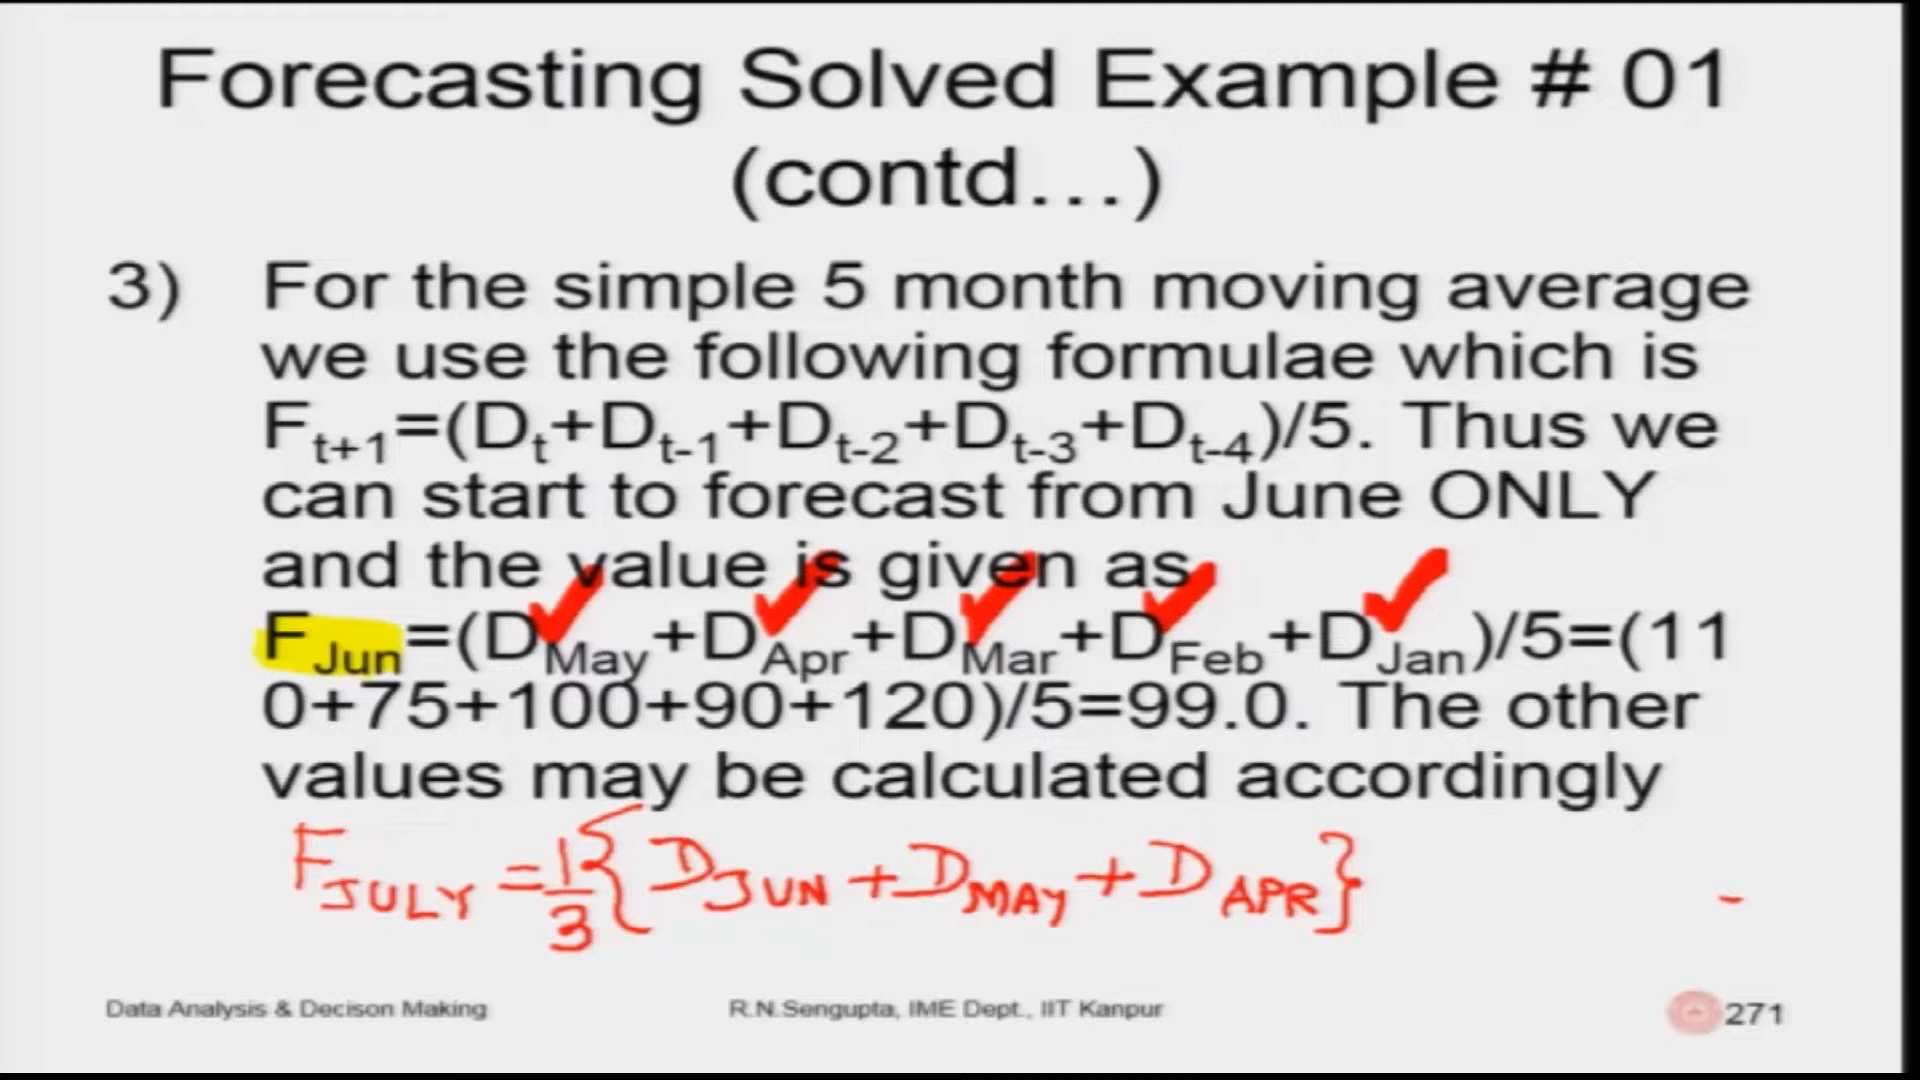 Forecasting Solved Example # 01
(contd...)
3) For the simple 5 month moving average
we use the following formulae which is
Ft+1=(Dt+Dt-1+Dt-2+Dt-3+Dt-4)/5. Thus we
can start to forecast from June ONLY
and the value is given as
FJun=(DMay+DApr+DMar+DFeb+DJan)/5=(11
0+75+100+90+120)/5=99.0. The other
values may be calculated accordingly
FJULY = 1/3 { DJUN + DMAY + DAPR }
Data Analysis & Decison Making R.N.Sengupta, IME Dept., IIT Kanpur 271